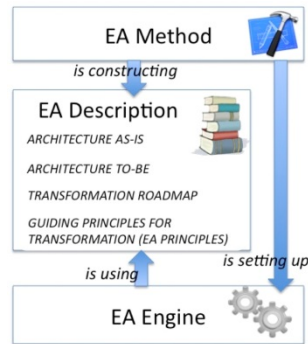 EA Method
is constructing
EA Description
ARCHITECTURE AS-IS
ARCHITECTURE TO-BE
TRANSFORMATION ROADMAP
GUIDING PRINCIPLES FOR
TRANSFORMATION (EA PRINCIPLES)
is setting up
is using
EA Engine